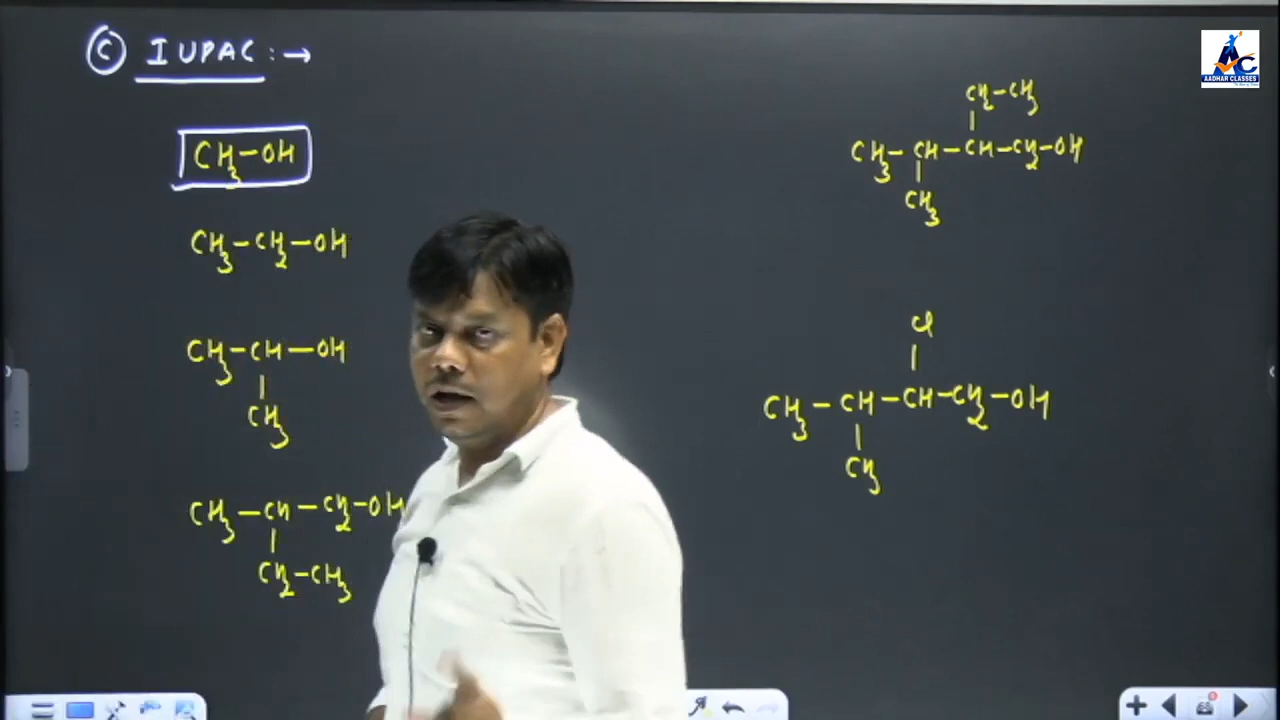 Ⓒ IUPAC :→
CH₃-OH
CH₃-CH₂-OH
CH₃-CH-OH
|
CH₃
CH₃-CH-CH₂-OH
|
CH₂-CH₃
CH₂-CH₃
|
CH₃-CH-CH-CH₂-OH
|
CH₃
Cl
|
CH₃-CH-CH-CH₂-OH
|
CH₃
AC
AADHAR CLASSES